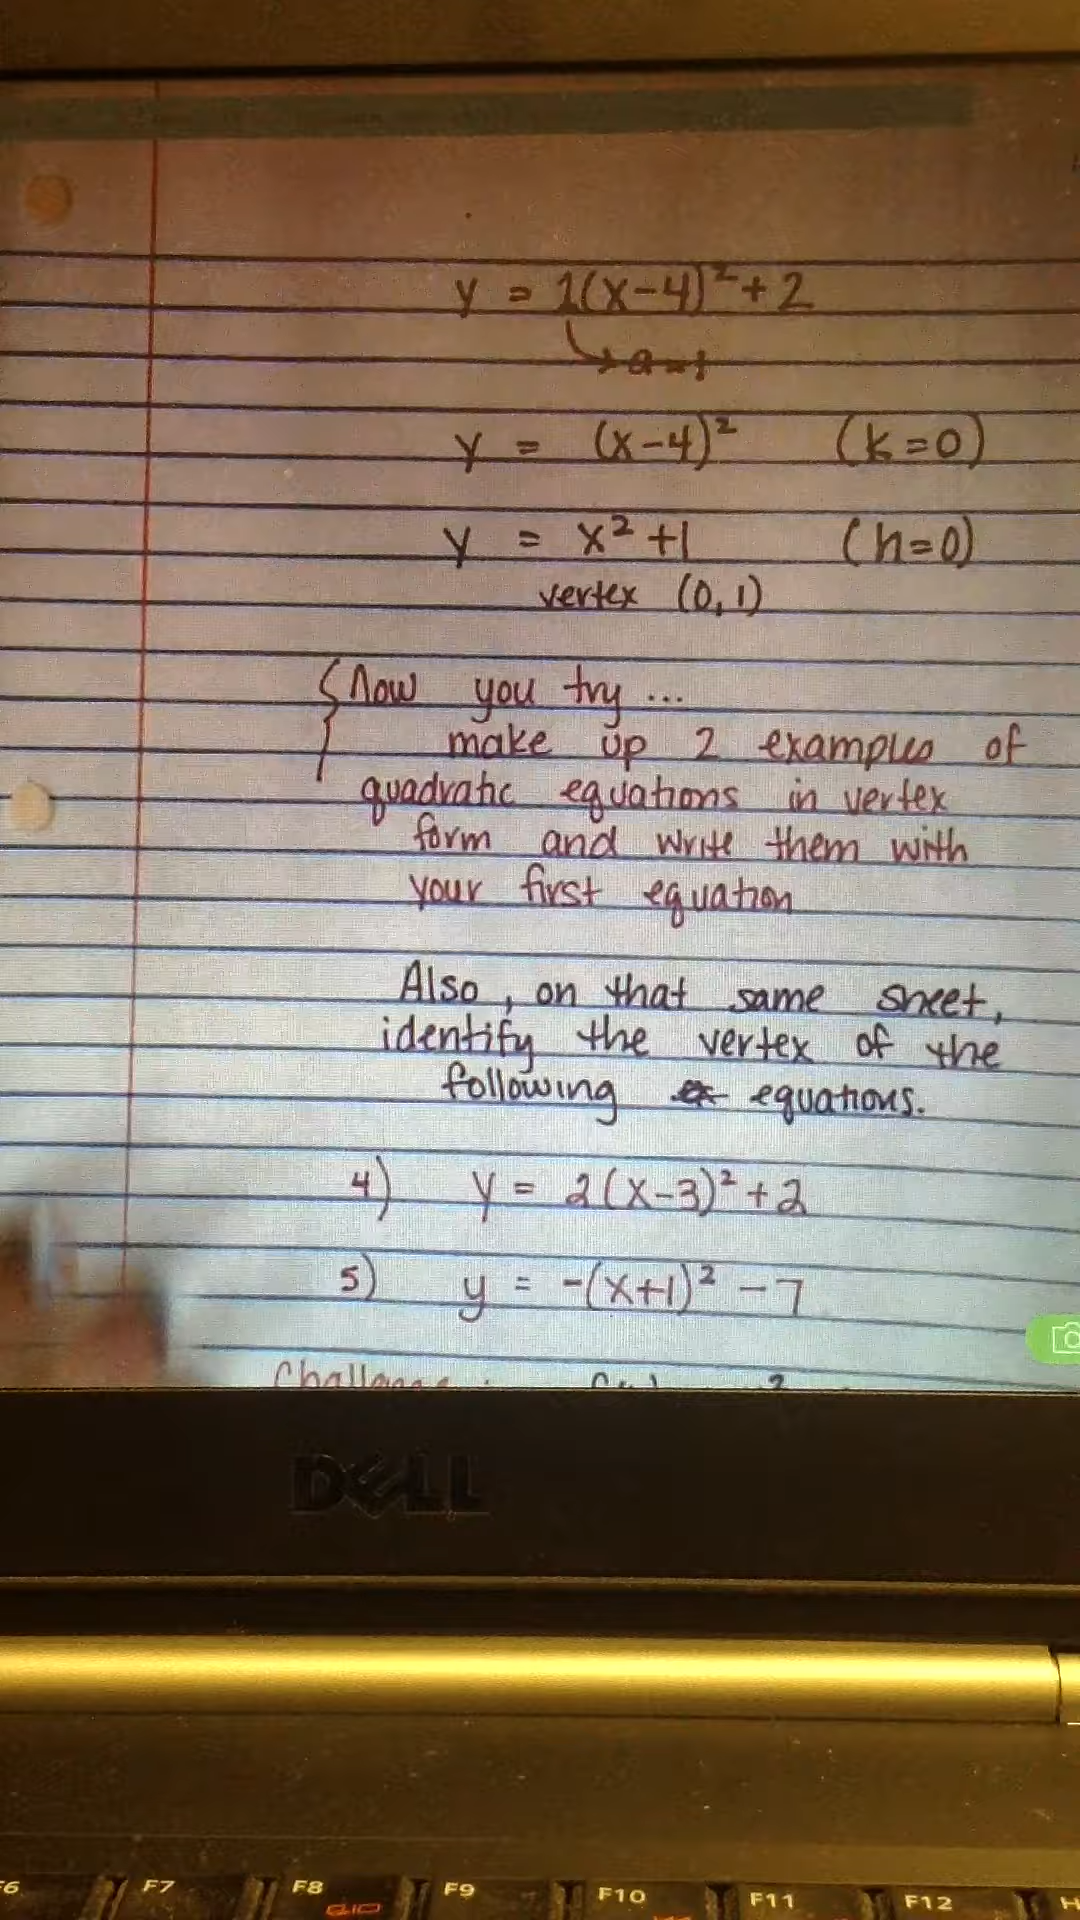 y = 1(x-4)² + 2
↳ a=1
y = (x-4)² (k=0)
y = x² +1 (h=0)
vertex (0,1)
Now you try ...
make up 2 examples of
quadratic equations in vertex
form and write them with
your first equation
Also, on that same sheet,
identify the vertex of the
following equations.
4) y = 2(x-3)² + 2
5) y = -(x+1)² - 7
DELL
F6 F7 F8 F9 F10 F11 F12 H